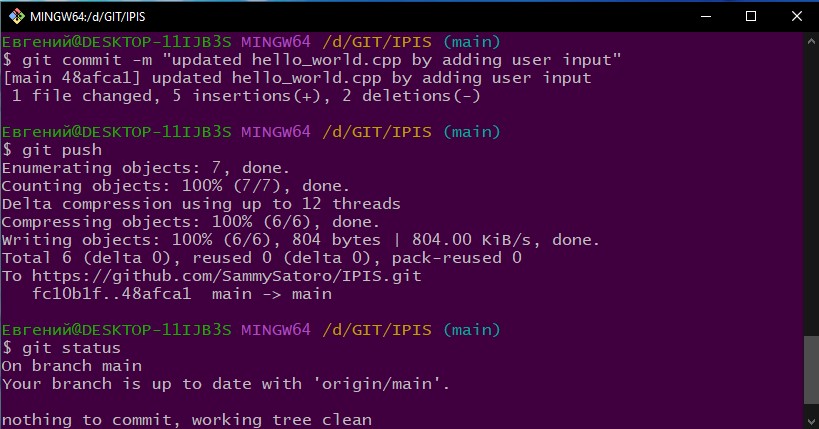 MINGW64:/d/GIT/IPIS
Евгений@DESKTOP-11IJB3S MINGW64 /d/GIT/IPIS (main)
$ git commit -m "updated hello_world.cpp by adding user input"
[main 48afca1] updated hello_world.cpp by adding user input
 1 file changed, 5 insertions(+), 2 deletions(-)
Евгений@DESKTOP-11IJB3S MINGW64 /d/GIT/IPIS (main)
$ git push
Enumerating objects: 7, done.
Counting objects: 100% (7/7), done.
Delta compression using up to 12 threads
Compressing objects: 100% (6/6), done.
Writing objects: 100% (6/6), 804 bytes | 804.00 KiB/s, done.
Total 6 (delta 0), reused 0 (delta 0), pack-reused 0
To https://github.com/SammySatoro/IPIS.git
   fc10b1f..48afca1  main -> main
Евгений@DESKTOP-11IJB3S MINGW64 /d/GIT/IPIS (main)
$ git status
On branch main
Your branch is up to date with 'origin/main'.
nothing to commit, working tree clean